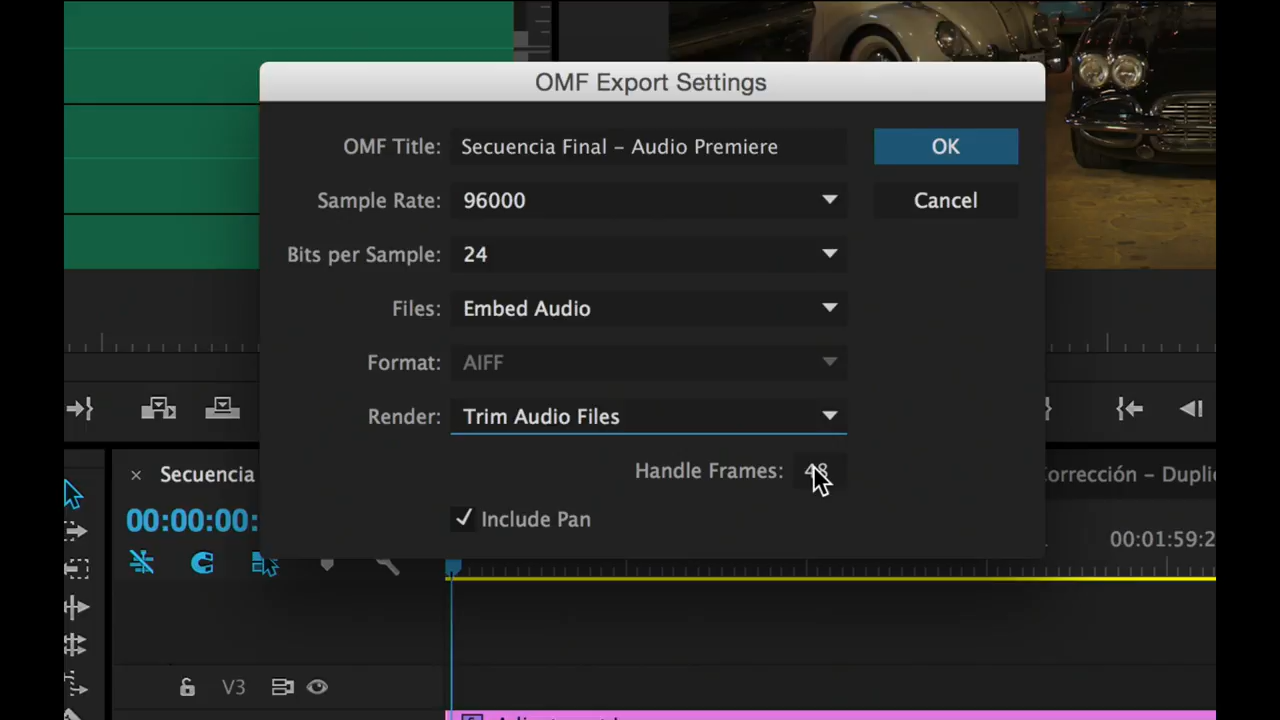 OMF Export Settings
OMF Title: Secuencia Final – Audio Premiere
OK
Sample Rate: 96000
Cancel
Bits per Sample: 24
Files: Embed Audio
Format: AIFF
Render: Trim Audio Files
Handle Frames: 48
Include Pan
× Secuencia
Corrección – Duplic
00:00:00:
00:01:59:2
V3